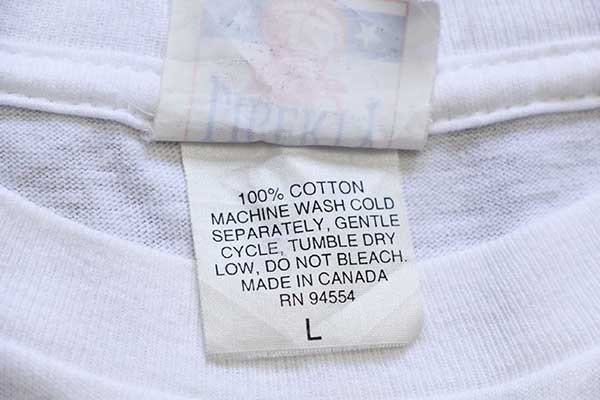 100% COTTON
MACHINE WASH COLD
SEPARATELY, GENTLE
CYCLE, TUMBLE DRY
LOW, DO NOT BLEACH.
MADE IN CANADA
RN 94554
L